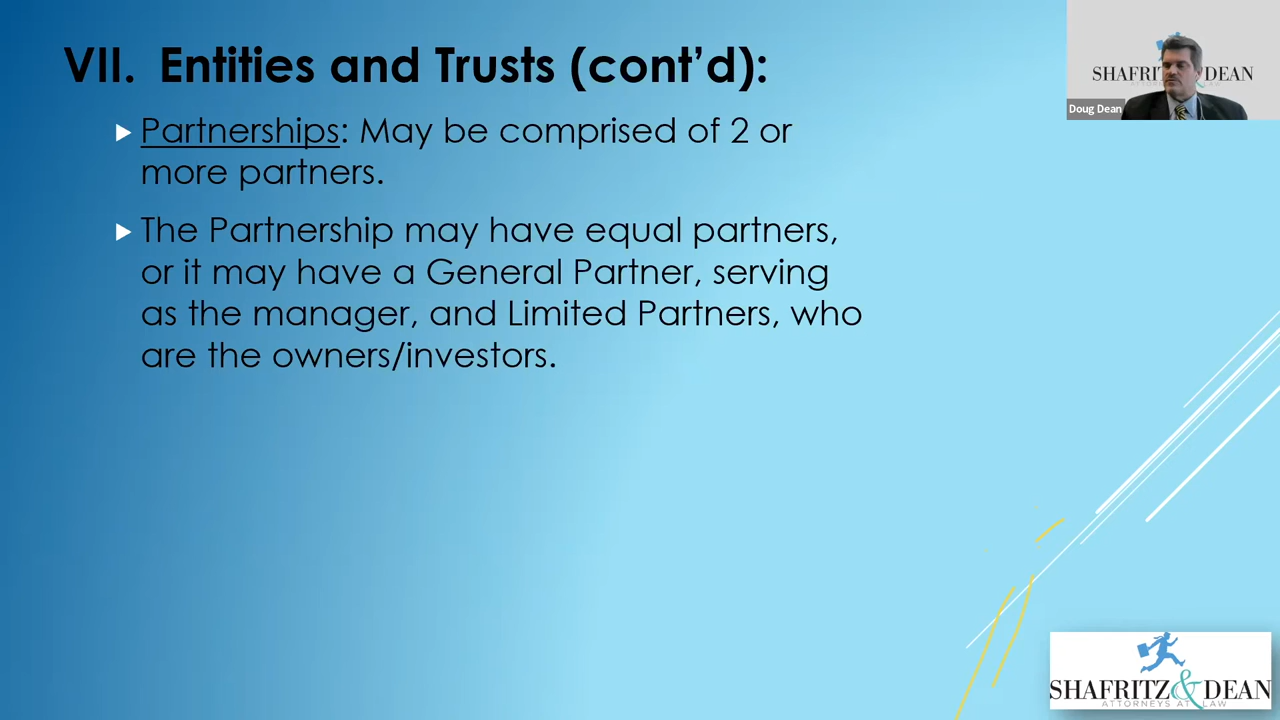 VII. Entities and Trusts (cont’d):
SHAFRITZ & DEAN
Doug Dean
Partnerships: May be comprised of 2 or
more partners.
The Partnership may have equal partners,
or it may have a General Partner, serving
as the manager, and Limited Partners, who
are the owners/investors.
SHAFRITZ & DEAN
ATTORNEYS AT LAW